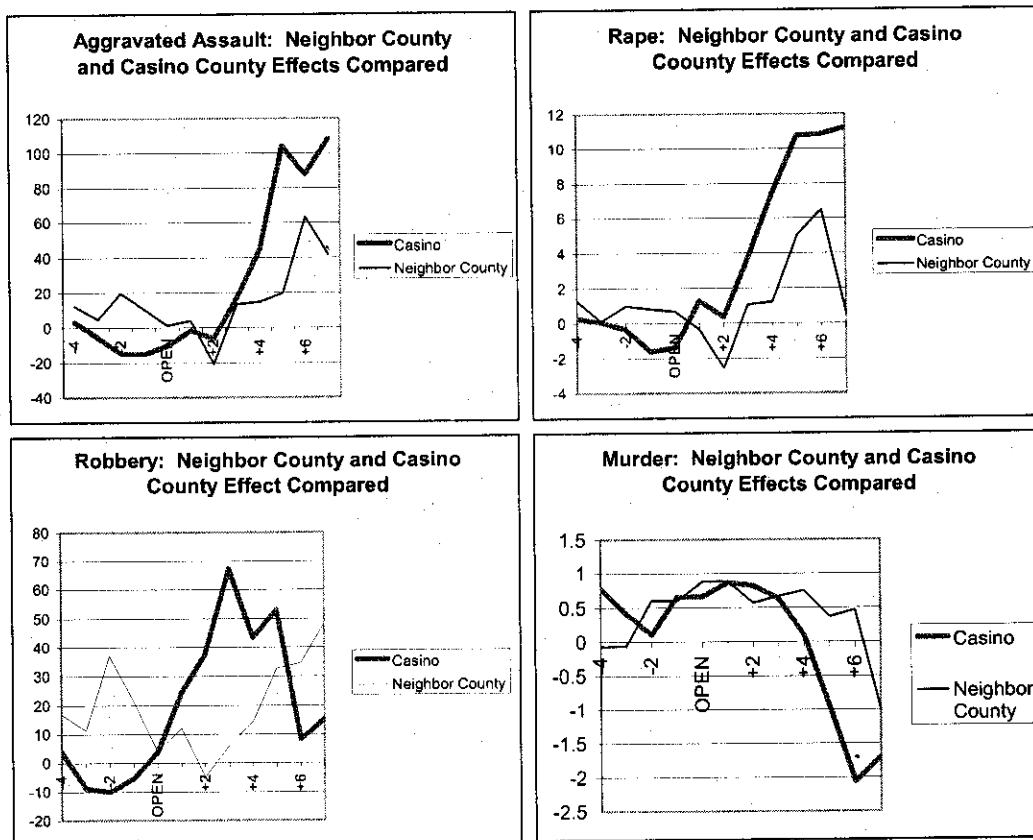 Aggravated Assault: Neighbor County
and Casino County Effects Compared
120
100
80
60
40
20
0
-20
-40
-4
-2
OPEN
+2
+4
+6
Casino
Neighbor County
Rape: Neighbor County and Casino
Coounty Effects Compared
12
10
8
6
4
2
0
-2
-4
-4
-2
OPEN
+2
+4
+6
Casino
Neighbor County
Robbery: Neighbor County and Casino
County Effect Compared
80
70
60
50
40
30
20
10
0
-10
-20
-4
-2
OPEN
+2
+4
+6
Casino
Neighbor County
Murder: Neighbor County and Casino
County Effects Compared
1.5
1
0.5
0
-0.5
-1
-1.5
-2
-2.5
-4
-2
OPEN
+2
+4
+6
Casino
Neighbor
County